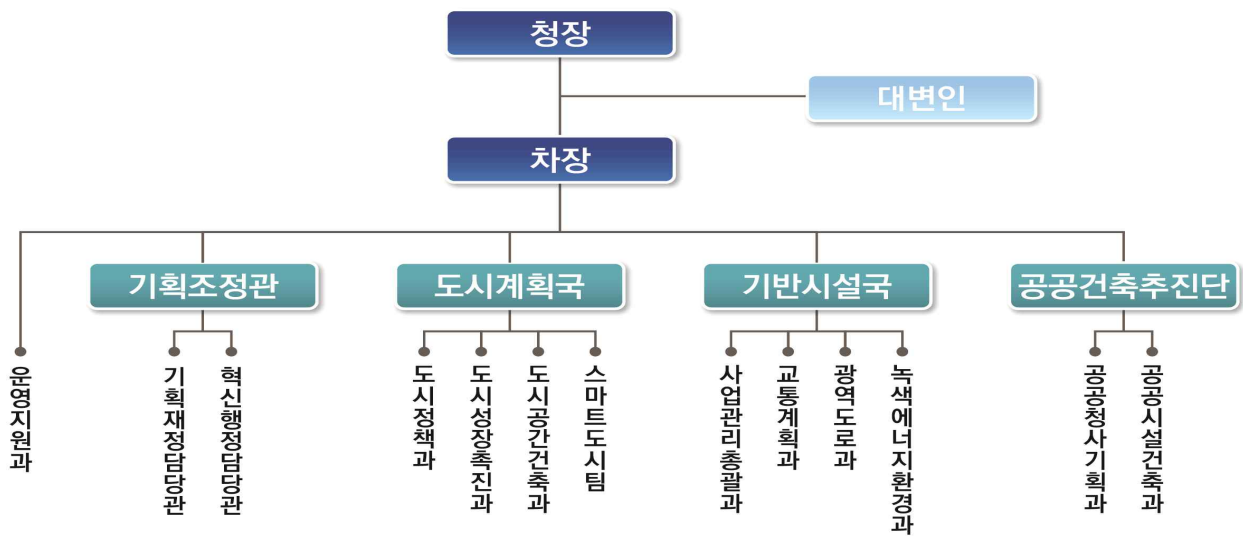 청장
대변인
차장
기획조정관
도시계획국
기반시설국
공공건축추진단
운영지원과
기획재정담당관
혁신행정담당관
도시정책과
도시성장촉진과
도시공간건축과
스마트도시팀
사업관리총괄과
교통계획과
광역도로과
녹색에너지환경과
공공청사기획과
공공시설건축과